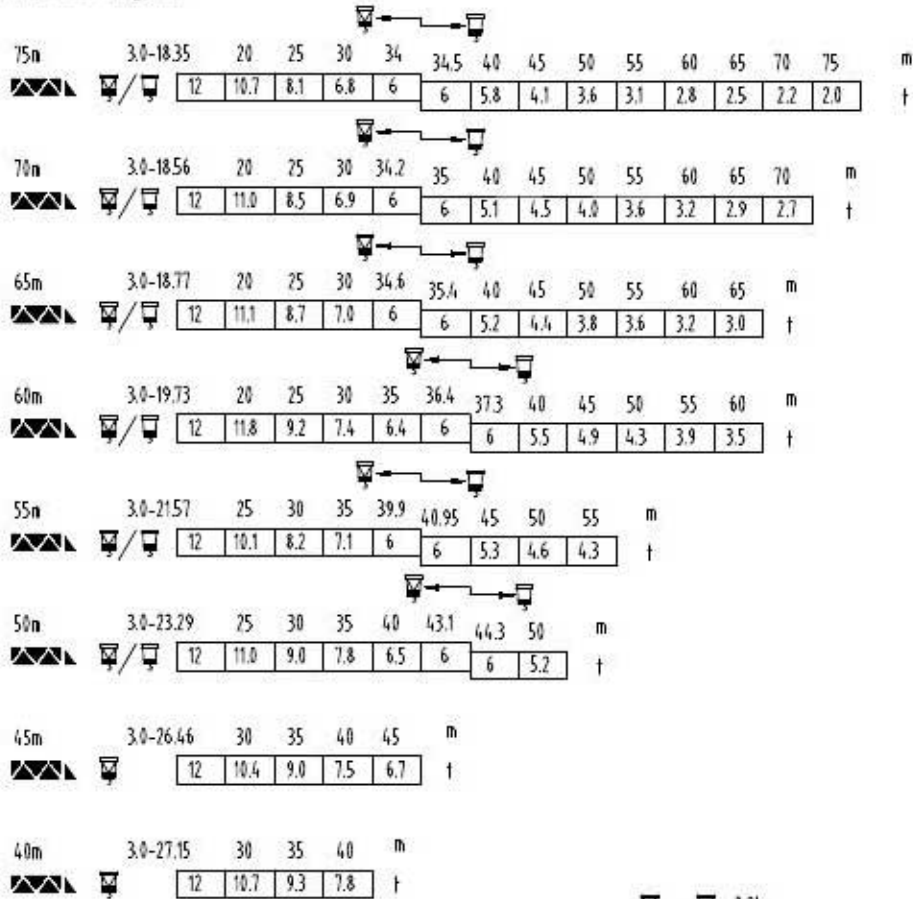 75m 3.0-18.35 20 25 30 34 34.5 40 45 50 55 60 65 70 75 m
12 10.7 8.1 6.8 6 6 5.8 4.1 3.6 3.1 2.8 2.5 2.2 2.0 t
70m 3.0-18.56 20 25 30 34.2 35 40 45 50 55 60 65 70 m
12 11.0 8.5 6.9 6 6 5.1 4.5 4.0 3.6 3.2 2.9 2.7 t
65m 3.0-18.77 20 25 30 34.6 35.4 40 45 50 55 60 65 m
12 11.1 8.7 7.0 6 6 5.2 4.4 3.8 3.6 3.2 3.0 t
60m 3.0-19.73 20 25 30 35 36.4 37.3 40 45 50 55 60 m
12 11.8 9.2 7.4 6.4 6 6 5.5 4.9 4.3 3.9 3.5 t
55m 3.0-21.57 25 30 35 39.9 40.95 45 50 55 m
12 10.1 8.2 7.1 6 6 5.3 4.6 4.3 t
50m 3.0-23.29 25 30 35 40 43.1 44.3 50 m
12 11.0 9.0 7.8 6.5 6 6 5.2 t
45m 3.0-26.46 30 35 40 45 m
12 10.4 9.0 7.5 6.7 t
40m 3.0-27.15 30 35 40 m
12 10.7 9.3 7.8 t